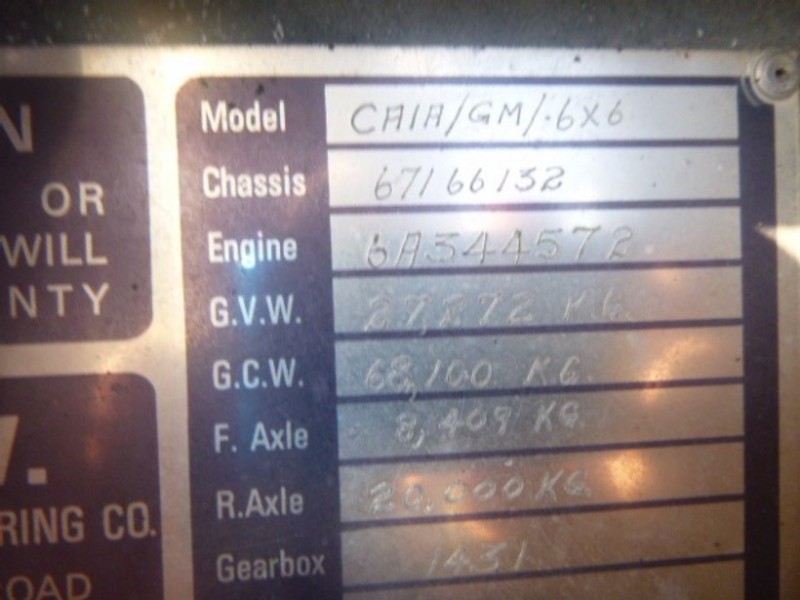 N
OR
WILL
NTY
RING CO.
OAD
Model CAIA/GM/.6X6
Chassis 67166132
Engine 6A344572
G.V.W. 27,272 KG.
G.C.W. 68,100 KG.
F. Axle 8,409 KG
R.Axle 20,000 KG.
Gearbox 1431